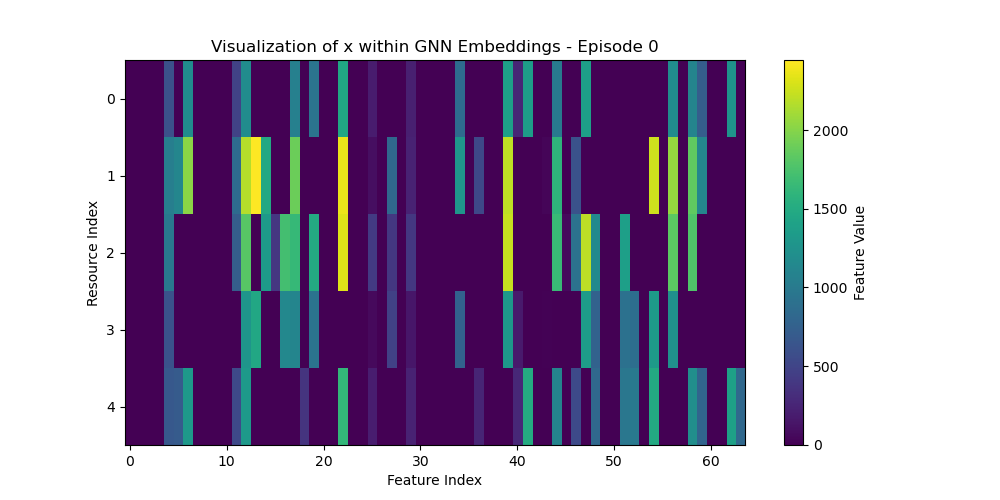 Visualization of x within GNN Embeddings - Episode 0
0
1
2
3
4
Resource Index
0 10 20 30 40 50 60
Feature Index
2000
1500
1000
500
0
Feature Value